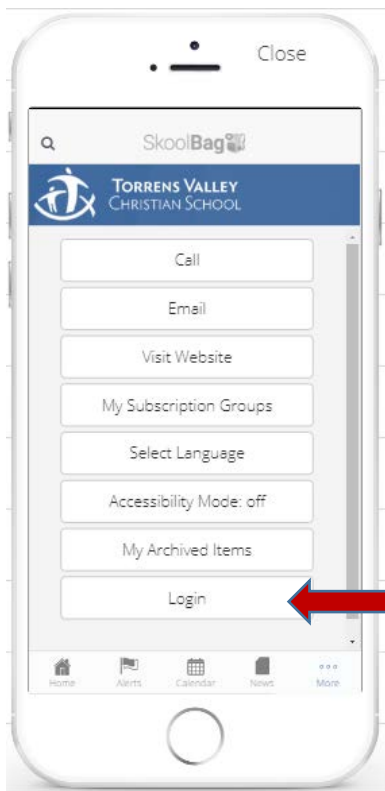 Close
SkoolBag
TORRENS VALLEY
CHRISTIAN SCHOOL
Call
Email
Visit Website
My Subscription Groups
Select Language
Accessibility Mode: off
My Archived Items
Login
Home Alerts Calendar News More